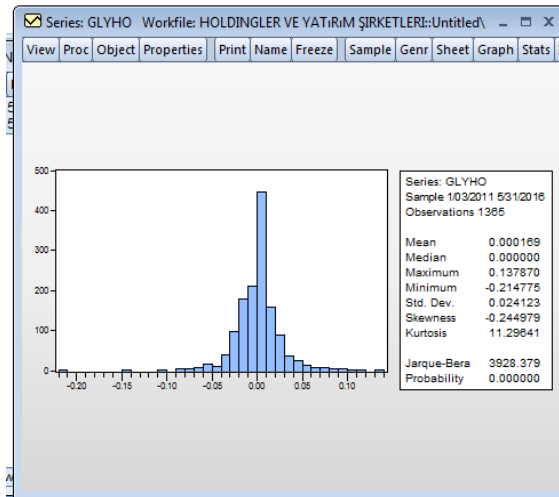 Series: GLYHO Workfile: HOLDINGLER VE YATıRıM ŞIRKETLERI::Untitled\
View Proc Object Properties Print Name Freeze Sample Genr Sheet Graph Stats
500
400
300
200
100
0
-0.20 -0.15 -0.10 -0.05 0.00 0.05 0.10
Series: GLYHO
Sample 1/03/2011 5/31/2016
Observations 1365
Mean 0.000169
Median 0.000000
Maximum 0.137870
Minimum -0.214775
Std. Dev. 0.024123
Skewness -0.244979
Kurtosis 11.29641
Jarque-Bera 3928.379
Probability 0.000000